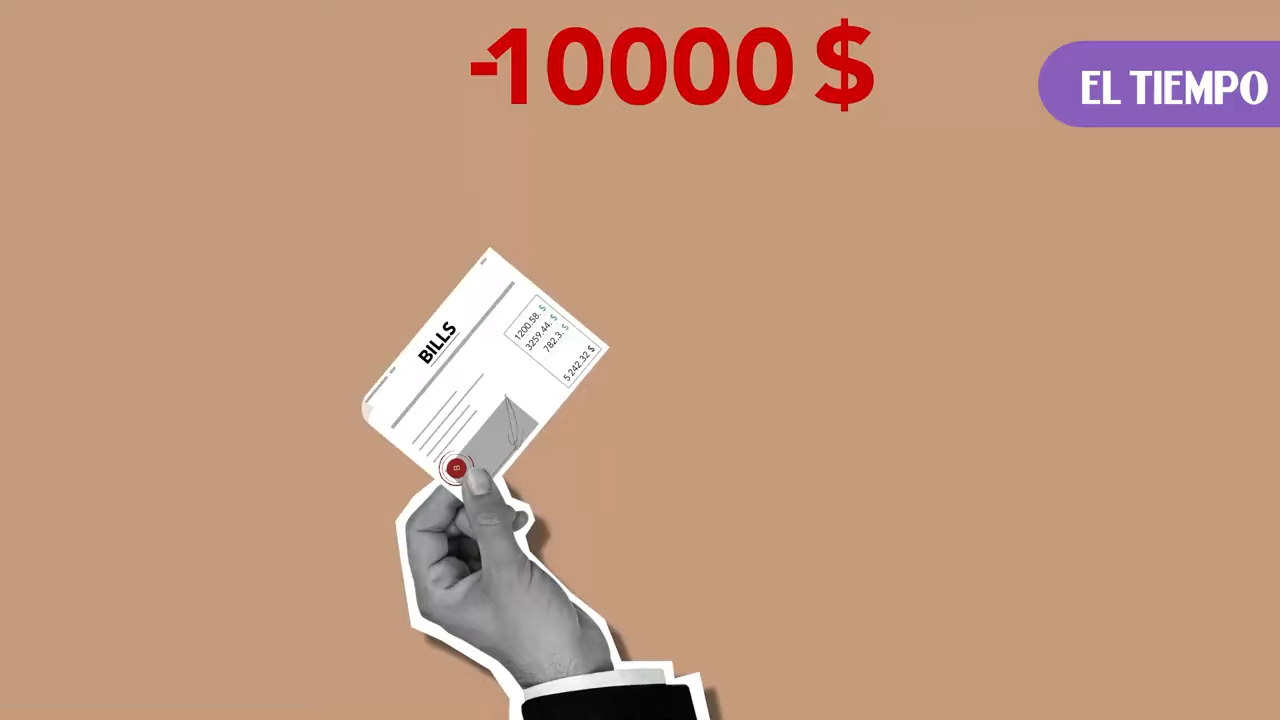 -10000 $
EL TIEMPO
BILLS
1200.58. $
3259.44. $
782.3. $
5 242.32 $
B